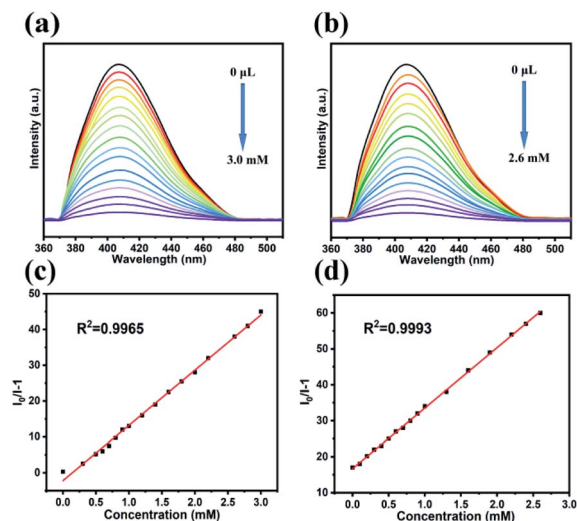 (a)
0 µL
3.0 mM
Intensity (a.u.)
360 380 400 420 440 460 480 500
Wavelength (nm)
(b)
0 µL
2.6 mM
Intensity (a.u.)
360 380 400 420 440 460 480 500
Wavelength (nm)
(c)
R²=0.9965
I₀/I-1
50
40
30
20
10
0
0.0 0.5 1.0 1.5 2.0 2.5 3.0
Concentration (mM)
(d)
R²=0.9993
I₀/I-1
70
60
50
40
30
20
10
0.0 0.5 1.0 1.5 2.0 2.5 3.0
Concentration (mM)